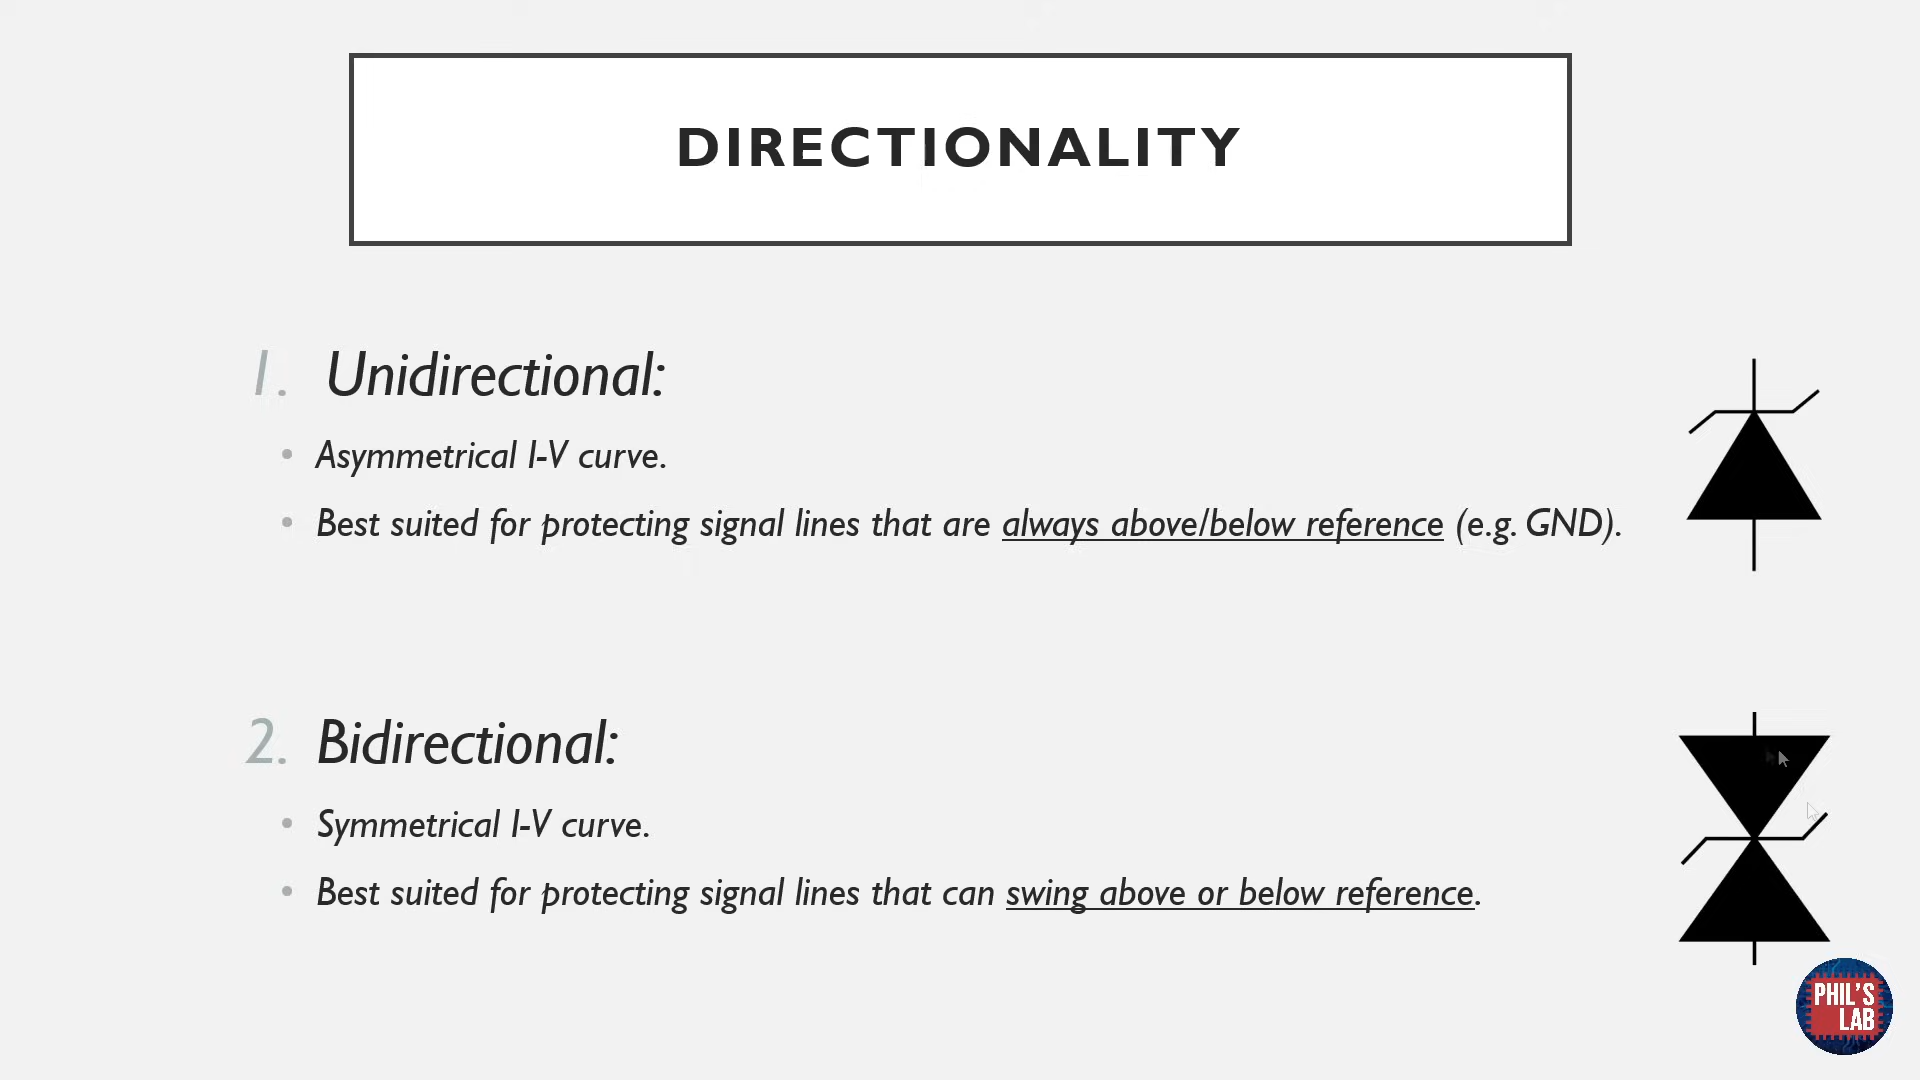 DIRECTIONALITY
1. Unidirectional:
• Asymmetrical I-V curve.
• Best suited for protecting signal lines that are always above/below reference (e.g. GND).
2. Bidirectional:
• Symmetrical I-V curve.
• Best suited for protecting signal lines that can swing above or below reference.
PHIL'S
LAB